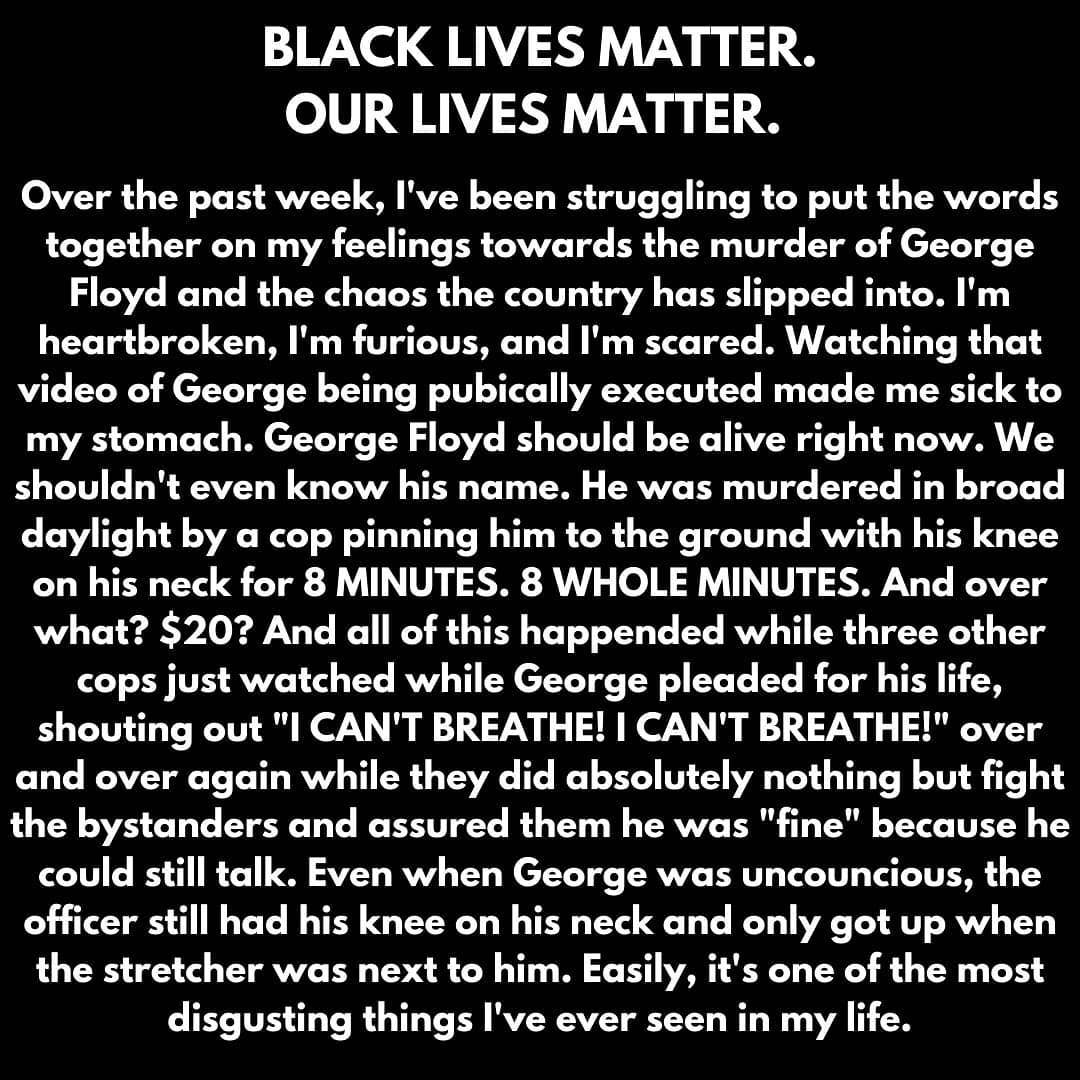 BLACK LIVES MATTER.
OUR LIVES MATTER.
Over the past week, I've been struggling to put the words
together on my feelings towards the murder of George
Floyd and the chaos the country has slipped into. I'm
heartbroken, I'm furious, and I'm scared. Watching that
video of George being pubically executed made me sick to
my stomach. George Floyd should be alive right now. We
shouldn't even know his name. He was murdered in broad
daylight by a cop pinning him to the ground with his knee
on his neck for 8 MINUTES. 8 WHOLE MINUTES. And over
what? $20? And all of this happended while three other
cops just watched while George pleaded for his life,
shouting out "I CAN'T BREATHE! I CAN'T BREATHE!" over
and over again while they did absolutely nothing but fight
the bystanders and assured them he was "fine" because he
could still talk. Even when George was uncouncious, the
officer still had his knee on his neck and only got up when
the stretcher was next to him. Easily, it's one of the most
disgusting things I've ever seen in my life.